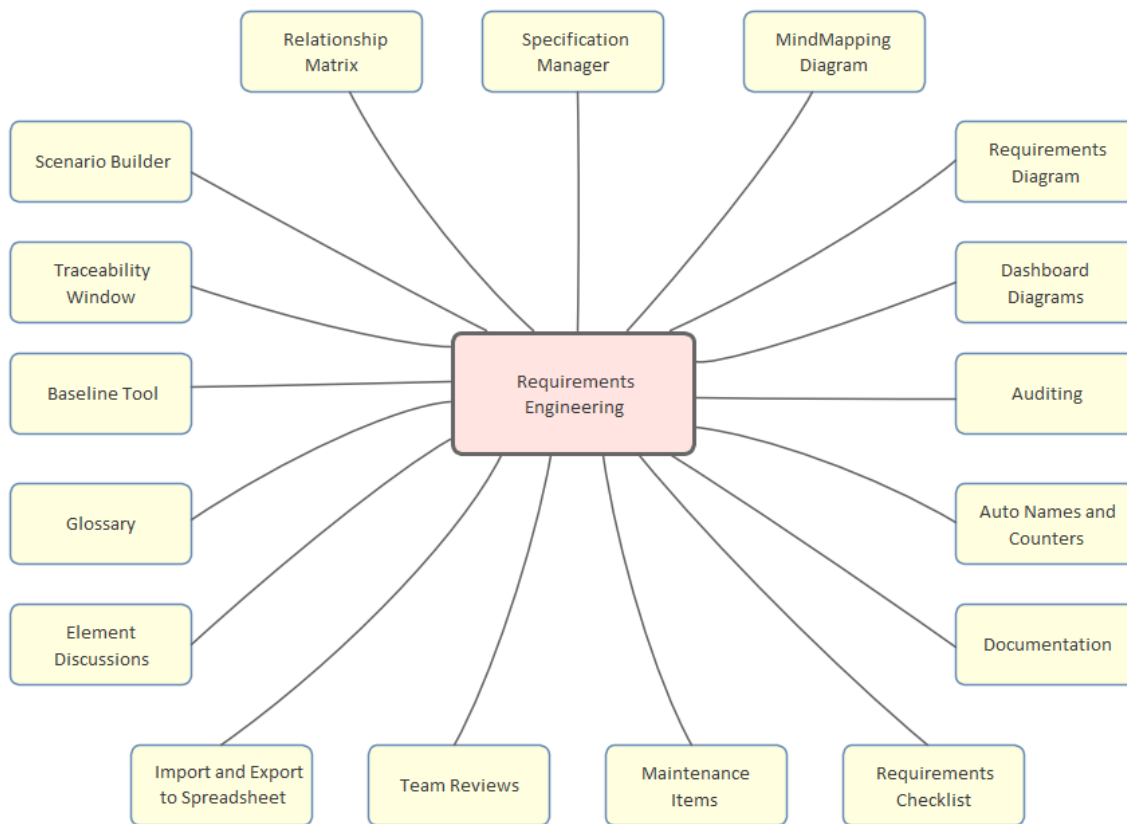 Relationship
Matrix
Specification
Manager
MindMapping
Diagram
Scenario Builder
Requirements
Diagram
Traceability
Window
Dashboard
Diagrams
Requirements
Engineering
Baseline Tool
Auditing
Glossary
Auto Names and
Counters
Element
Discussions
Documentation
Import and Export
to Spreadsheet
Team Reviews
Maintenance
Items
Requirements
Checklist